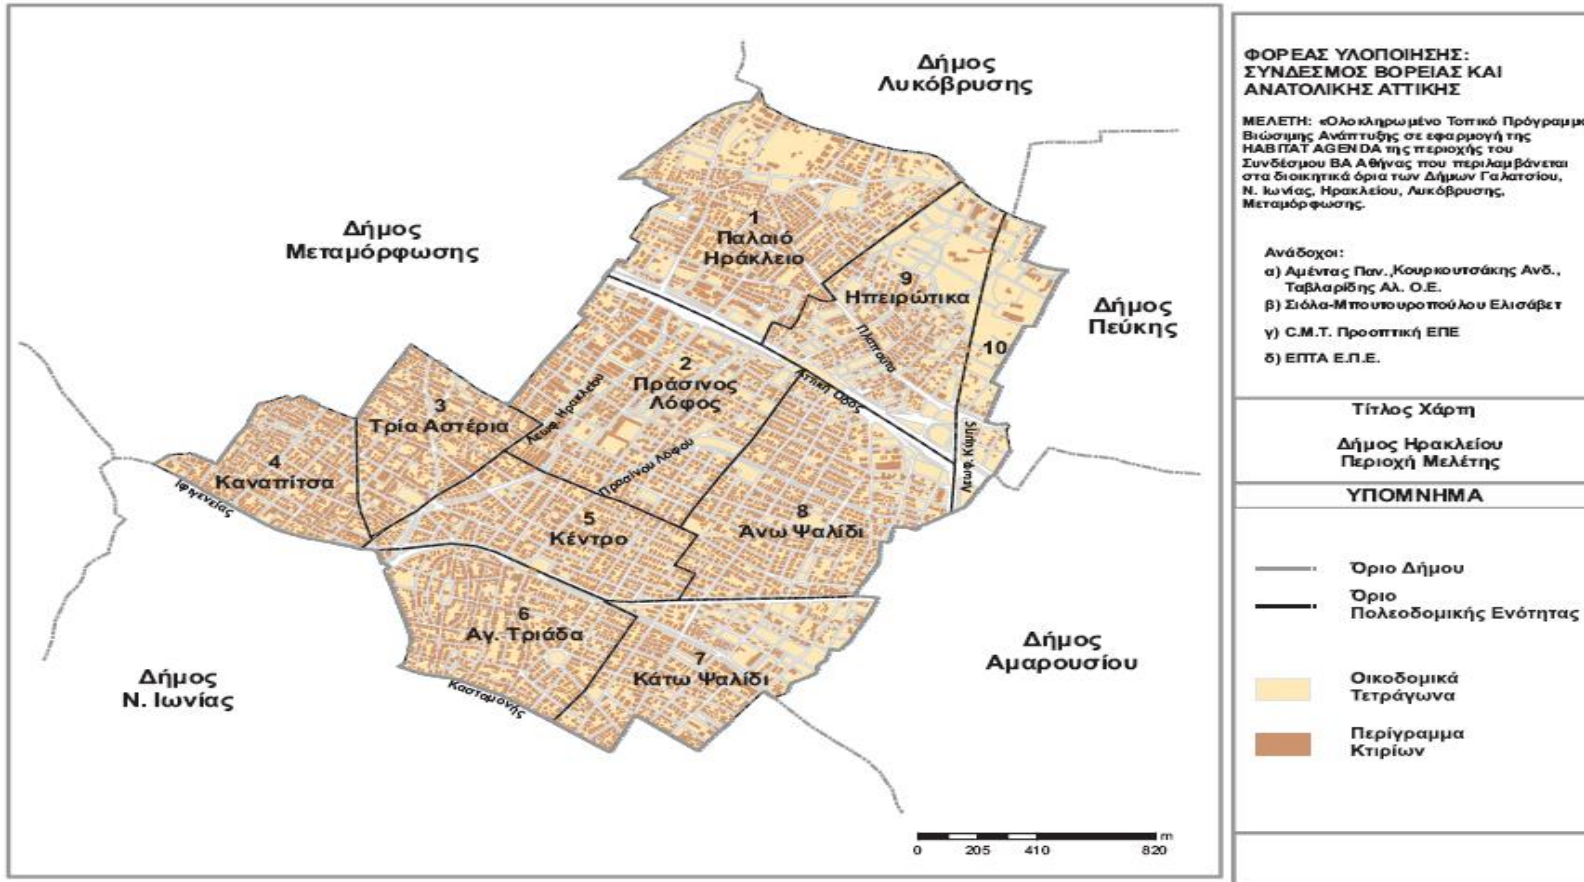 Δήμος
Λυκόβρυσης
Δήμος
Μεταμόρφωσης
1
Παλαιό
Ηράκλειο
9
Ηπειρώτικα
Δήμος
Πεύκης
Πλαπούτα
10
2
Πράσινος
Λόφος
Αττική Οδός
Λεωφ. Ηρακλείου
3
Τρία Αστέρια
Πρασίνου Λόφου
Λεωφ. Κύμης
4
Καναπίτσα
Ιφιγενείας
5
Κέντρο
8
Άνω Ψαλίδι
6
Αγ. Τριάδα
7
Κάτω Ψαλίδι
Δήμος
Αμαρουσίου
Δήμος
Ν. Ιωνίας
Κασταμονής
m
0 205 410 820
ΦΟΡΕΑΣ ΥΛΟΠΟΙΗΣΗΣ:
ΣΥΝΔΕΣΜΟΣ ΒΟΡΕΙΑΣ ΚΑΙ
ΑΝΑΤΟΛΙΚΗΣ ΑΤΤΙΚΗΣ
ΜΕΛΕΤΗ: «Ολοκληρωμένο Τοπικό Πρόγραμμα
Βιώσιμης Ανάπτυξης σε εφαρμογή της
HABITAT AGENDA της περιοχής του
Συνδέσμου ΒΑ Αθήνας που περιλαμβάνεται
στα διοικητικά όρια των Δήμων Γαλατσίου,
Ν. Ιωνίας, Ηρακλείου, Λυκόβρυσης,
Μεταμόρφωσης.
Ανάδοχοι:
α) Αμέντας Παν., Κουρκουτσάκης Ανδ.,
Ταβλαρίδης Αλ. Ο.Ε.
β) Σιόλα-Μπουτουροπούλου Ελισάβετ
γ) C.M.T. Προοπτική ΕΠΕ
δ) ΕΠΤΑ Ε.Π.Ε.
Τίτλος Χάρτη
Δήμος Ηρακλείου
Περιοχή Μελέτης
ΥΠΟΜΝΗΜΑ
Όριο Δήμου
Όριο
Πολεοδομικής Ενότητας
Οικοδομικά
Τετράγωνα
Περίγραμμα
Κτιρίων